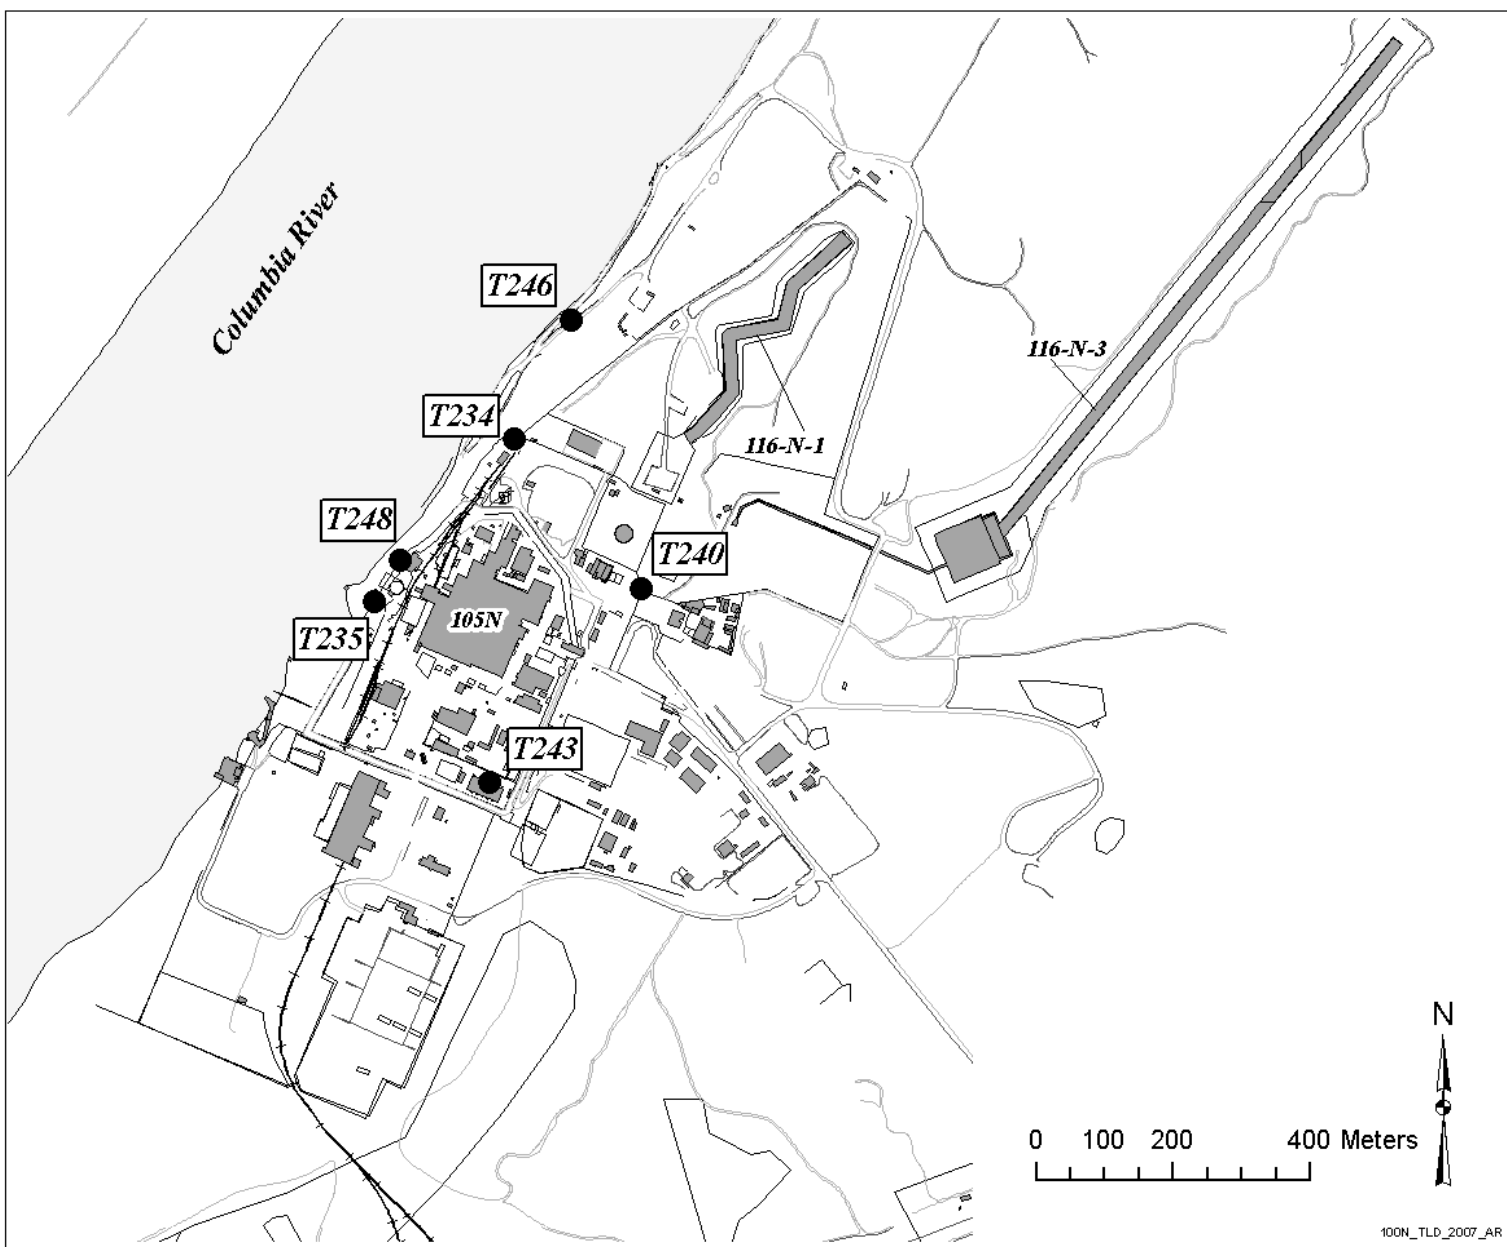 Columbia River
T246
116-N-3
T234
116-N-1
T248
T240
105N
T235
T243
N
0 100 200 400 Meters
100N_TLD_2007_AR